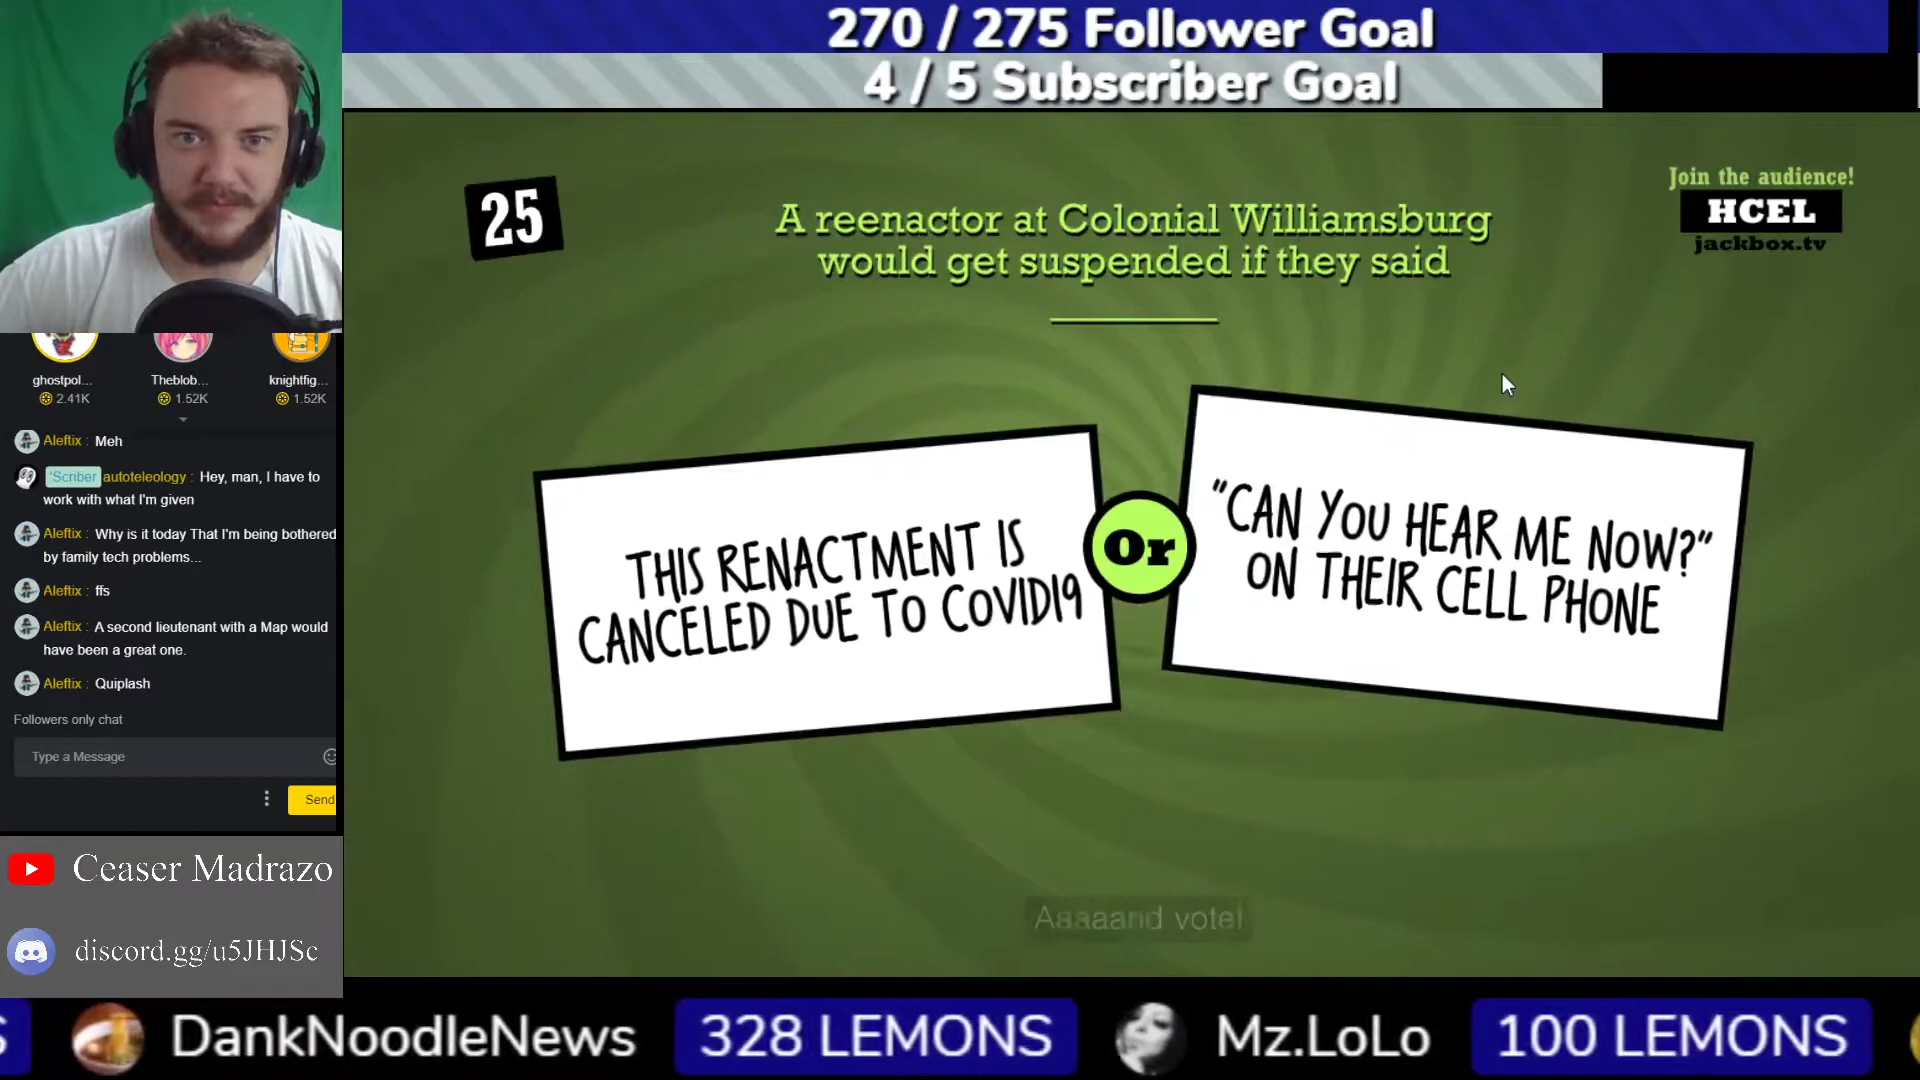 270 / 275 Follower Goal
4 / 5 Subscriber Goal
25
A reenactor at Colonial Williamsburg
would get suspended if they said
Join the audience!
HCEL
jackbox.tv
THIS RENACTMENT IS
CANCELED DUE TO COVID19
Or
"CAN YOU HEAR ME NOW?"
ON THEIR CELL PHONE
Aaaaand vote!
ghostpol...
2.41K
Theblob...
1.52K
knightfig...
1.52K
Aleftix : Meh
'Scriber autoteleology : Hey, man, I have to
work with what I'm given
Aleftix : Why is it today That I'm being bothered
by family tech problems...
Aleftix : ffs
Aleftix : A second lieutenant with a Map would
have been a great one.
Aleftix : Quiplash
Followers only chat
Type a Message
Send
Ceaser Madrazo
discord.gg/u5JHJSc
S
DankNoodleNews
328 LEMONS
Mz.LoLo
100 LEMONS